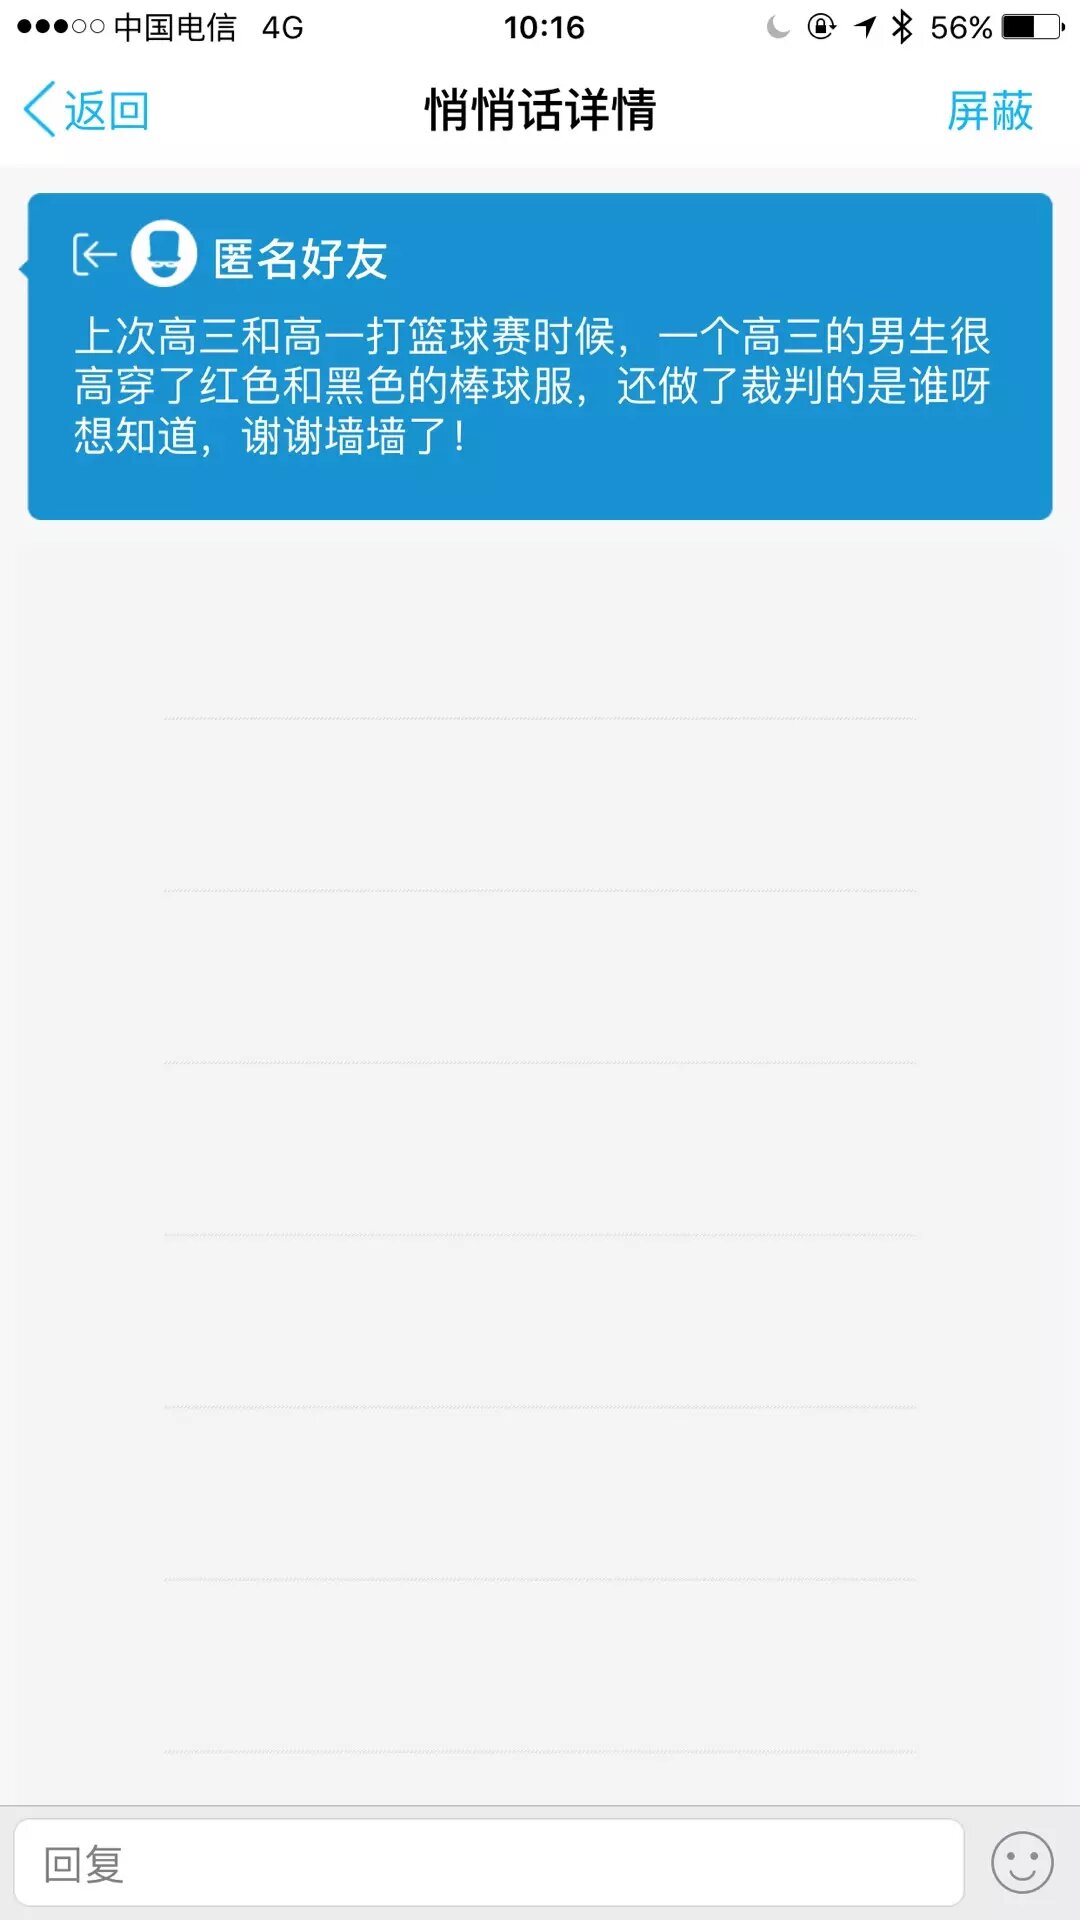 中国电信 4G 10:16 56%
返回 悄悄话详情 屏蔽
匿名好友
上次高三和高一打篮球赛时候，一个高三的男生很
高穿了红色和黑色的棒球服，还做了裁判的是谁呀
想知道，谢谢墙墙了！
回复